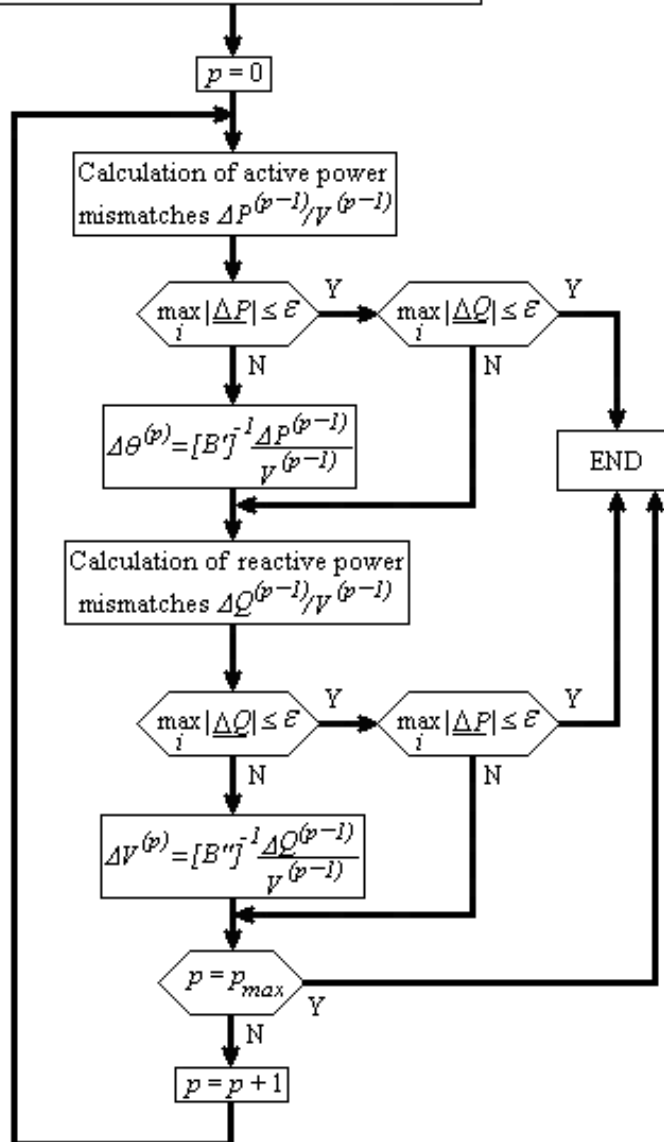 p = 0
Calculation of active power
mismatches ΔP^(p−1)/V^(p−1)
max_i |ΔP| ≤ ε
Y
max_i |ΔQ| ≤ ε
Y
N
N
Δθ^(p) = [B']^-1 ΔP^(p−1)/V^(p−1)
END
Calculation of reactive power
mismatches ΔQ^(p−1)/V^(p−1)
max_i |ΔQ| ≤ ε
Y
max_i |ΔP| ≤ ε
Y
N
N
ΔV^(p) = [B'']^-1 ΔQ^(p−1)/V^(p−1)
p = p_max
Y
N
p = p + 1